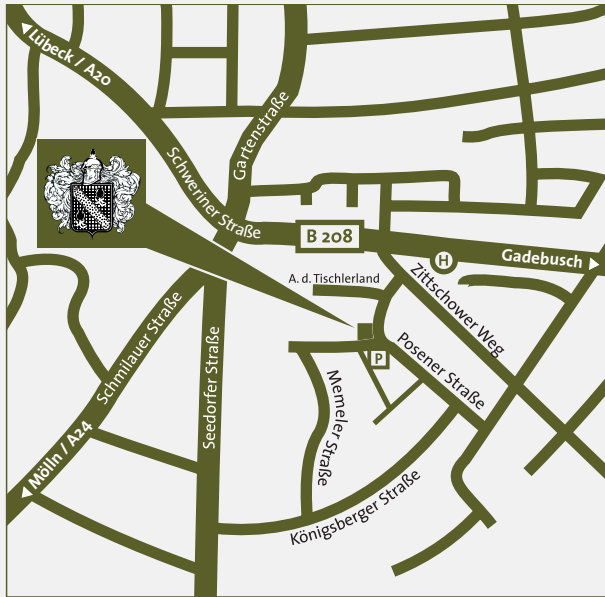 Lübeck / A20
Gartenstraße
Schweriner Straße
B 208
H
Gadebusch
Zittschower Weg
A. d. Tischlerland
Schmilauer Straße
Seedorfer Straße
P
Posener Straße
Memeler Straße
Mölln / A24
Königsberger Straße